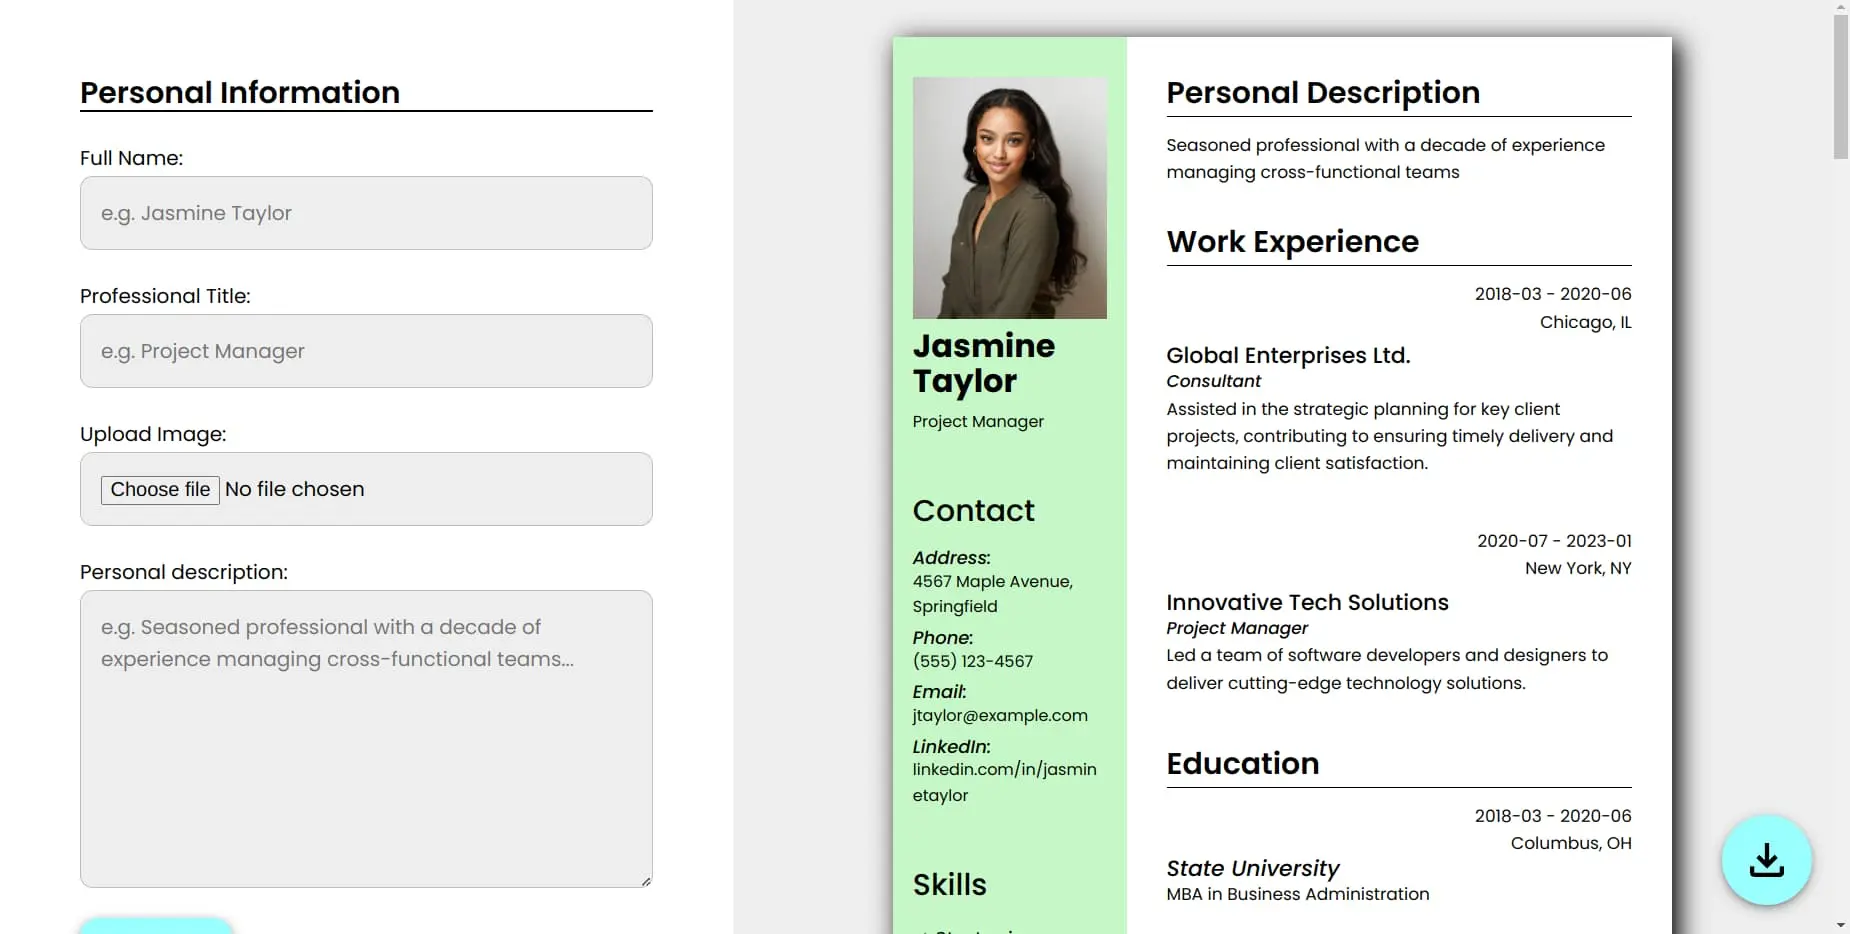 Personal Information
Full Name:
e.g. Jasmine Taylor
Professional Title:
e.g. Project Manager
Upload Image:
Choose file No file chosen
Personal description:
e.g. Seasoned professional with a decade of
experience managing cross-functional teams...
Jasmine
Taylor
Project Manager
Contact
Address:
4567 Maple Avenue,
Springfield
Phone:
(555) 123-4567
Email:
jtaylor@example.com
LinkedIn:
linkedin.com/in/jasmin
etaylor
Skills
Personal Description
Seasoned professional with a decade of experience
managing cross-functional teams
Work Experience
2018-03 - 2020-06
Chicago, IL
Global Enterprises Ltd.
Consultant
Assisted in the strategic planning for key client
projects, contributing to ensuring timely delivery and
maintaining client satisfaction.
2020-07 - 2023-01
New York, NY
Innovative Tech Solutions
Project Manager
Led a team of software developers and designers to
deliver cutting-edge technology solutions.
Education
2018-03 - 2020-06
Columbus, OH
State University
MBA in Business Administration